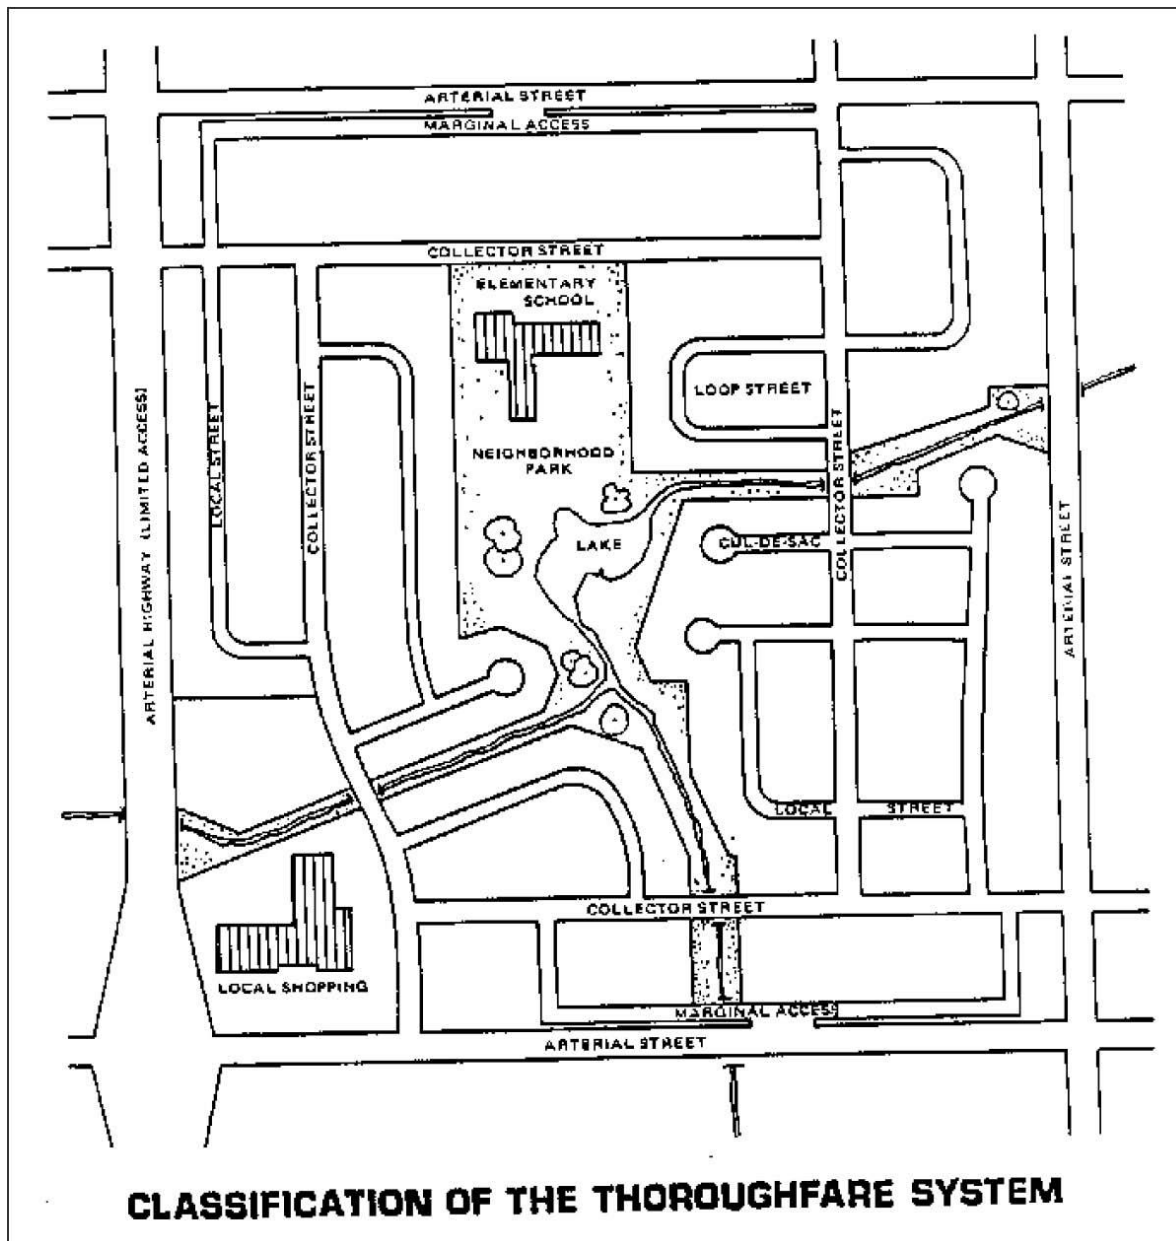 ARTERIAL STREET
MARGINAL ACCESS
COLLECTOR STREET
ELEMENTARY
SCHOOL
LOOP STREET
NEIGHBORHOOD
PARK
LAKE
CUL-DE-SAC
LOCAL STREET
COLLECTOR STREET
COLLECTOR STREET
ARTERIAL HIGHWAY (LIMITED ACCESS)
ARTERIAL STREET
LOCAL STREET
COLLECTOR STREET
LOCAL SHOPPING
MARGINAL ACCESS
ARTERIAL STREET
CLASSIFICATION OF THE THOROUGHFARE SYSTEM